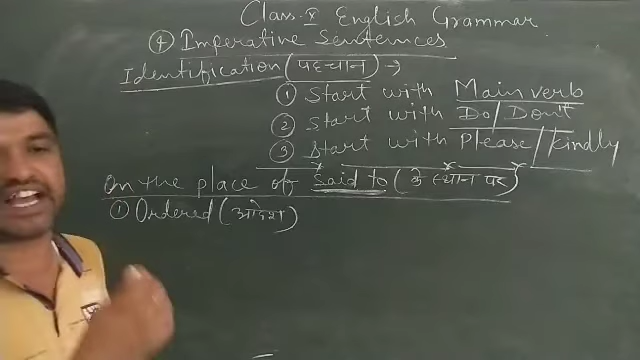 Class. X English Grammar
④ Imperative Sentences
Identification (पहचान) →
① Start with Main verb
② Start with Do/Don't
③ Start with Please/kindly
On the place of Said to (के स्थान पर)
① Ordered (आदेश)